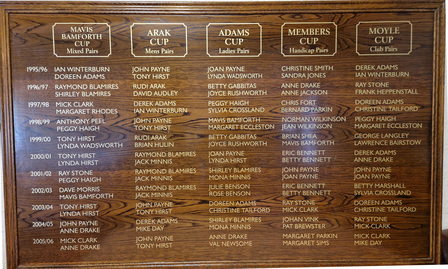 MAVIS BAMFORTH CUP Mixed Pairs
ARAK CUP Mens Pairs
ADAMS CUP Ladies Pairs
MEMBERS CUP Handicap Pairs
MOYLE CUP Club Pairs
1995/96 IAN WINTERBURN JOHN PAYNE JOAN PAYNE CHRISTINE SMITH DEREK ADAMS
DOREEN ADAMS TONY HIRST LYNDA WADSWORTH SANDRA JONES IAN WINTERBURN
1996/97 RAYMOND BLAMIRES RUDI ARAK BETTY GABBITAS ANNE DRAKE RAY STONE
SHIRLEY BLAMIRES DAVID AUDLEY JOYCE RUSHFORTH ANNE JACKSON FRANK HEPPENSTALL
1997/98 MICK CLARK DEREK ADAMS PEGGY HAIGH CHRIS FORT DOREEN ADAMS
MARGARET RHODES IAN WINTERBURN SYLVIA CROSSLAND BERNARD PARKIN CHRISTINE TAILFORD
1998/99 ANTHONY PEEL JOHN PAYNE MAVIS BAMFORTH NORMAN WILKINSON PEGGY HAIGH
PEGGY HAIGH TONY HIRST MARGARET ECCLESTON JEAN WILKINSON MARGARET ECCLESTON
1999/00 TONY HIRST RUDI ARAK BETTY GABBITAS BRIAN SHEA GEORGE LANGLEY
LYNDA WADSWORTH BRIAN HULIN JOYCE RUSHWORTH MAVIS BAMFORTH LAWRENCE BAIRSTOW
2000/01 TONY HIRST RAYMOND BLAMIRES JOAN PAYNE ERIC BENNETT DEREK ADAMS
LYNDA HIRST JACK MINNIS LYNDA HIRST BETTY BENNETT ANNE DRAKE
2001/02 RAY STONE RAYMOND BLAMIRES SHIRLEY BLAMIRES JOHN PAYNE JOHN PAYNE
PEGGY HAIGH JACK MINNIS MONA MINNIS JOAN PAYNE JOAN PAYNE
2002/03 DAVE MORRIS RAYMOND BLAMIRES JULIE BENSON ERIC BENNETT BETTY MARSHALL
MAVIS BAMFORTH JACK MINNIS ROSE BENSON BETTY BENNETT SYLVIA CROSSLAND
2003/04 TONY HIRST JOHN PAYNE DOREEN ADAMS RAY STONE DOREEN ADAMS
LYNDA HIRST TONY HIRST CHRISTINE TAILFORD MICK CLARK CHRISTINE TAILFORD
2004/05 JOHN PAYNE DEREK ADAMS SHIRLEY BLAMIRES JOHAN VINK RAY STONE
ANNE DRAKE MIKE DAY MONA MINNIS PAT BREWSTER MICK CLARK
2005/06 MICK CLARK JOHN PAYNE ANNE DRAKE MARGARET PARKIN MICK CLARK
ANNE DRAKE TONY HIRST VAL NEWSOME MARGARET SIMS MIKE DAY